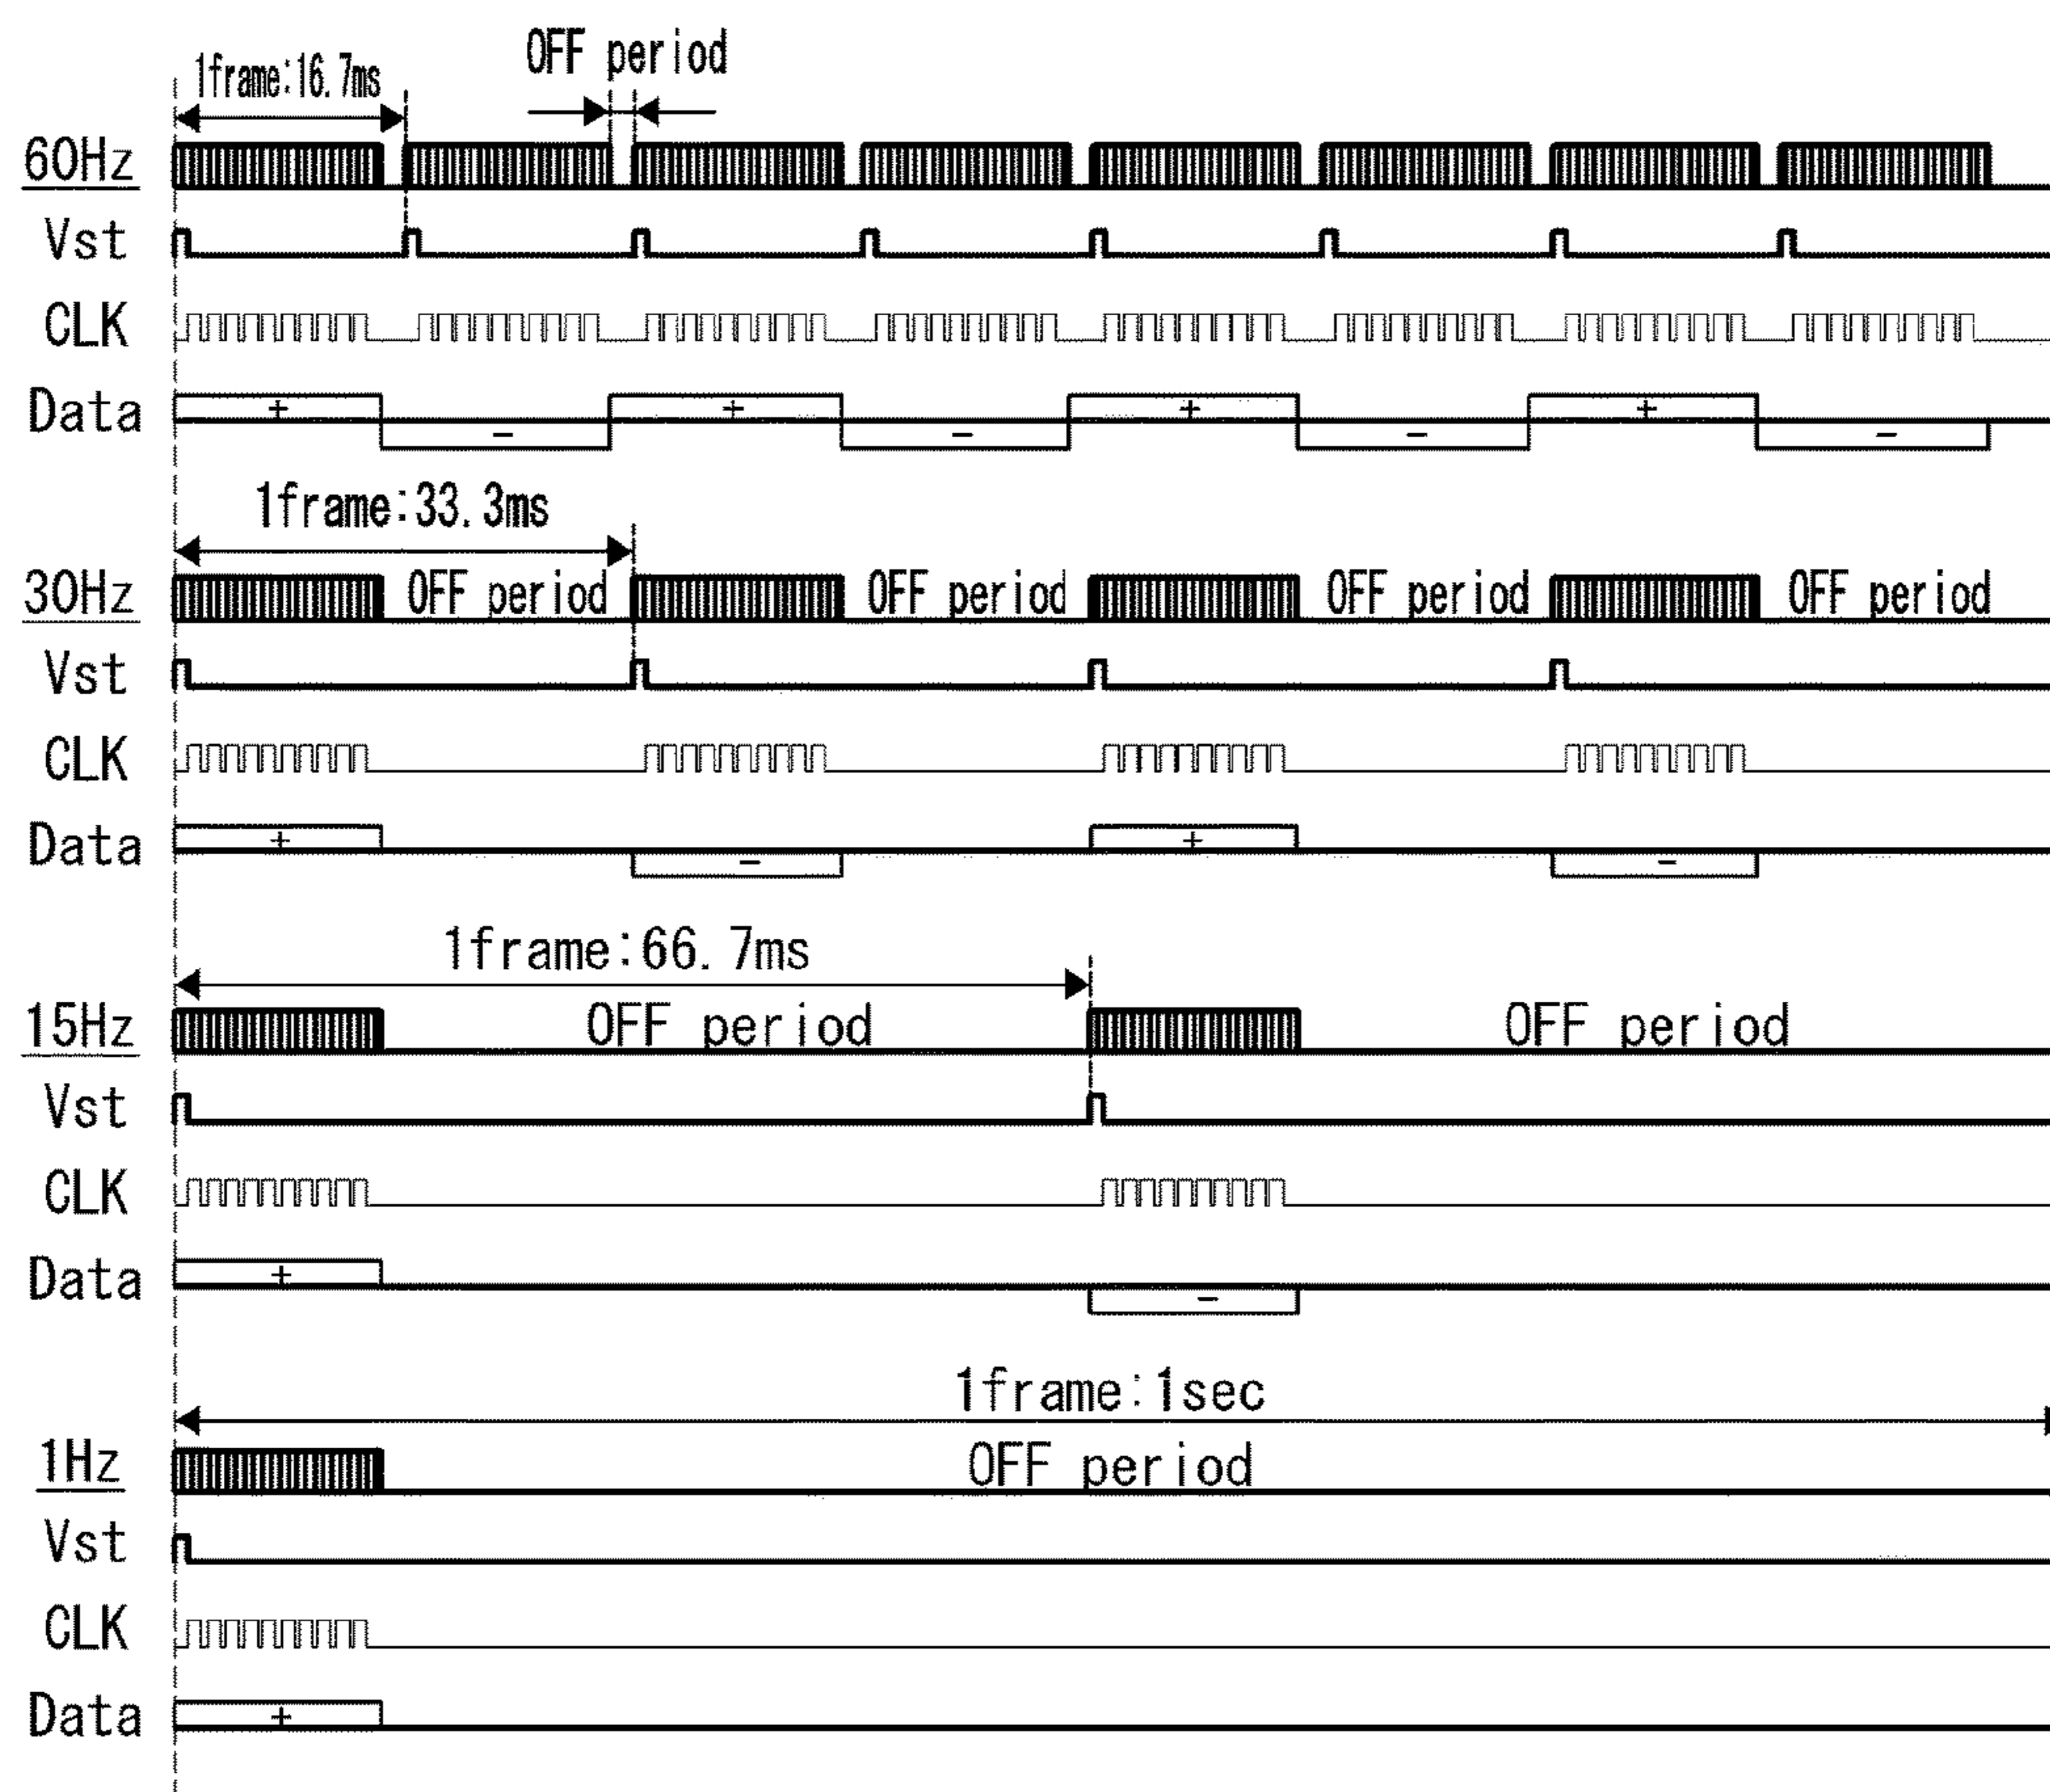 OFF period
1frame:16.7ms
60Hz
Vst
CLK
Data + - + - + - + -
1frame:33.3ms
30Hz OFF period OFF period OFF period OFF period
Vst
CLK
Data + - + -
1frame:66.7ms
15Hz OFF period OFF period
Vst
CLK
Data + -
1frame:1sec
1Hz OFF period
Vst
CLK
Data +